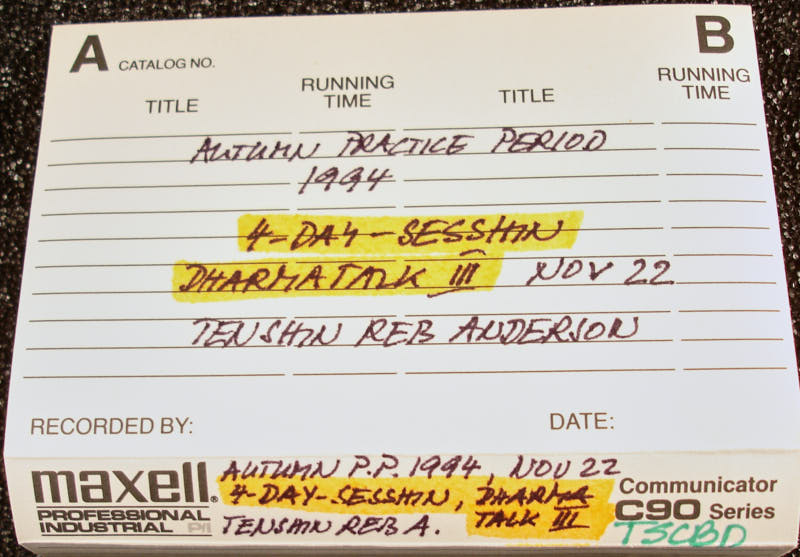 A CATALOG NO. B
TITLE RUNNING TIME TITLE RUNNING TIME
AUTUMN PRACTICE PERIOD
1994
4-DAY-SESSHIN
DHARMA TALK III NOV 22
TENSHIN REB ANDERSON
RECORDED BY: DATE:
maxell®
PROFESSIONAL
INDUSTRIAL P/I
AUTUMN P.P. 1994, NOV 22
4-DAY-SESSHIN, DHARMA
TALK III
TENSHIN REB A.
Communicator
C90 Series
TSCBD